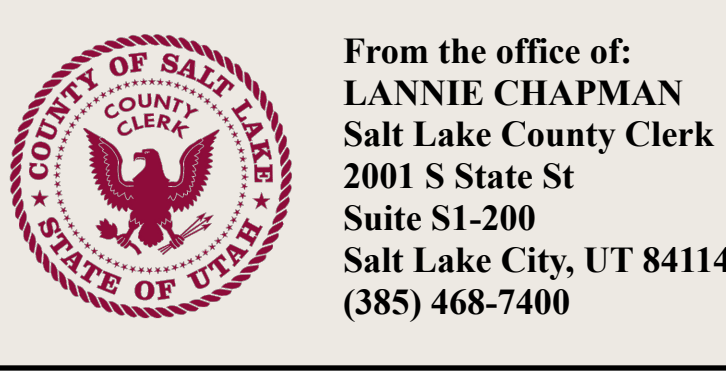 COUNTY OF SALT LAKE
COUNTY
CLERK
STATE OF UTAH
From the office of:
LANNIE CHAPMAN
Salt Lake County Clerk
2001 S State St
Suite S1-200
Salt Lake City, UT 84114
(385) 468-7400